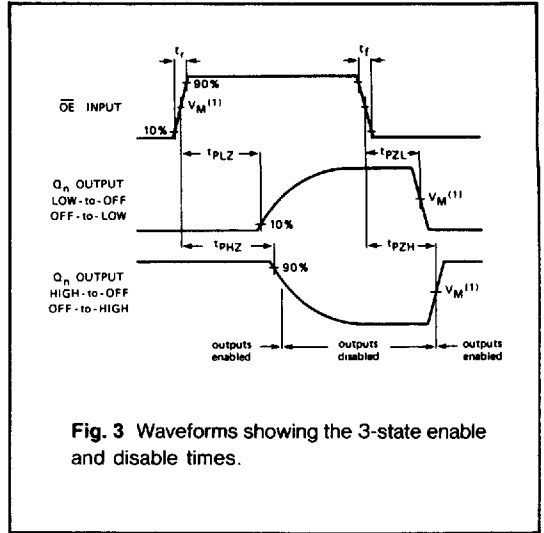 tr
tf
90%
OE INPUT
VM(1)
10%
tPLZ
tPZL
Qn OUTPUT
LOW-to-OFF
OFF-to-LOW
VM(1)
10%
tPHZ
tPZH
Qn OUTPUT
HIGH-to-OFF
OFF-to-HIGH
90%
VM(1)
outputs enabled
outputs disabled
outputs enabled
Fig. 3 Waveforms showing the 3-state enable
and disable times.